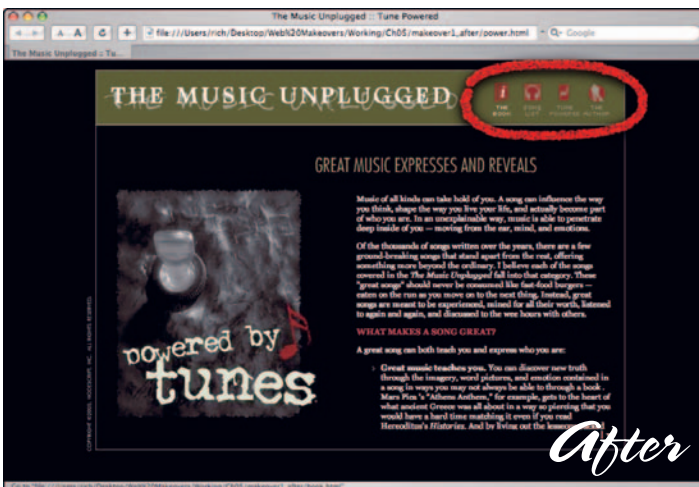 The Music Unplugged :: Tune Powered
A A
file:///Users/rich/Desktop/Web%20Makeovers/Working/Ch05/makeover1_after/power.html
Google
The Music Unplugged :: Tu...
THE MUSIC UNPLUGGED
THE BOOK
SONG LIST
TUNE POWERED
THE AUTHOR
GREAT MUSIC EXPRESSES AND REVEALS
Music of all kinds can take hold of you. A song can influence the way
you think, shape the way you live your life, and actually become part
of who you are. In an unexplainable way, music is able to penetrate
deep inside of you — moving from the ear, mind, and emotions.
Of the thousands of songs written over the years, there are a few
ground-breaking songs that stand apart from the rest, offering
something more beyond the ordinary. I believe each of the songs
covered in the The Music Unplugged fall into that category. These
"great songs" should never be consumed like fast-food burgers —
eaten on the run as you move on to the next thing. Instead, great
songs are meant to be experienced, mined for all their worth, listened
to again and again, and discussed to the wee hours with others.
WHAT MAKES A SONG GREAT?
A great song can both teach you and express who you are:
› Great music teaches you. You can discover new truth
through the imagery, word pictures, and emotion contained in
a song in ways you may not always be able to through a book .
Mars Pica 's "Athens Anthem," for example, gets to the heart of
what ancient Greece was all about in a way so piercing that you
would have a hard time matching it even if you read
Hereoditus's Histories. And by living out the
powered by
tunes
After